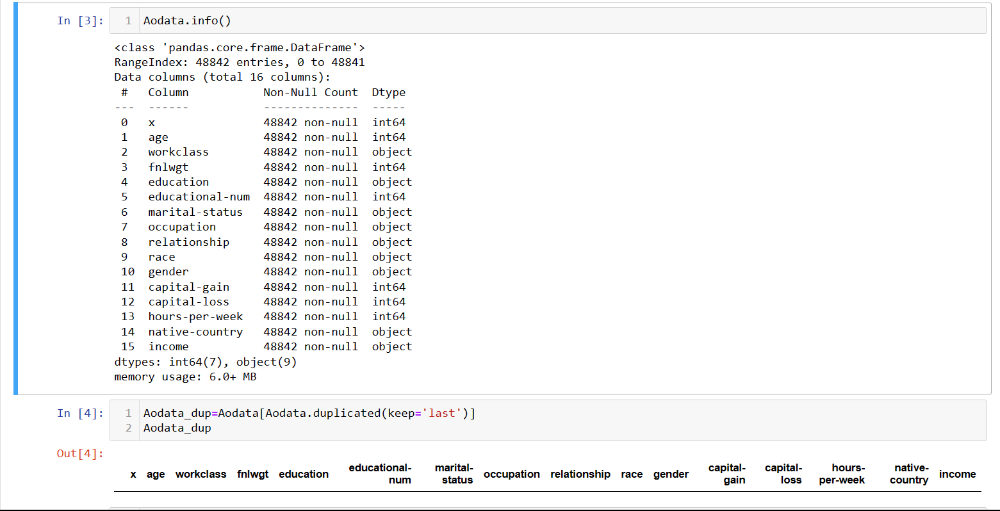 In [3]:
1 Aodata.info()
<class 'pandas.core.frame.DataFrame'>
RangeIndex: 48842 entries, 0 to 48841
Data columns (total 16 columns):
 #   Column           Non-Null Count  Dtype
---  ------           --------------  -----
 0   x                48842 non-null  int64
 1   age              48842 non-null  int64
 2   workclass        48842 non-null  object
 3   fnlwgt           48842 non-null  int64
 4   education        48842 non-null  object
 5   educational-num  48842 non-null  int64
 6   marital-status   48842 non-null  object
 7   occupation       48842 non-null  object
 8   relationship     48842 non-null  object
 9   race             48842 non-null  object
 10  gender           48842 non-null  object
 11  capital-gain     48842 non-null  int64
 12  capital-loss     48842 non-null  int64
 13  hours-per-week   48842 non-null  int64
 14  native-country   48842 non-null  object
 15  income           48842 non-null  object
dtypes: int64(7), object(9)
memory usage: 6.0+ MB
In [4]:
1 Aodata_dup=Aodata[Aodata.duplicated(keep='last')]
2 Aodata_dup
Out[4]:
x age workclass fnlwgt education educational-num marital-status occupation relationship race gender capital-gain capital-loss hours-per-week native-country income